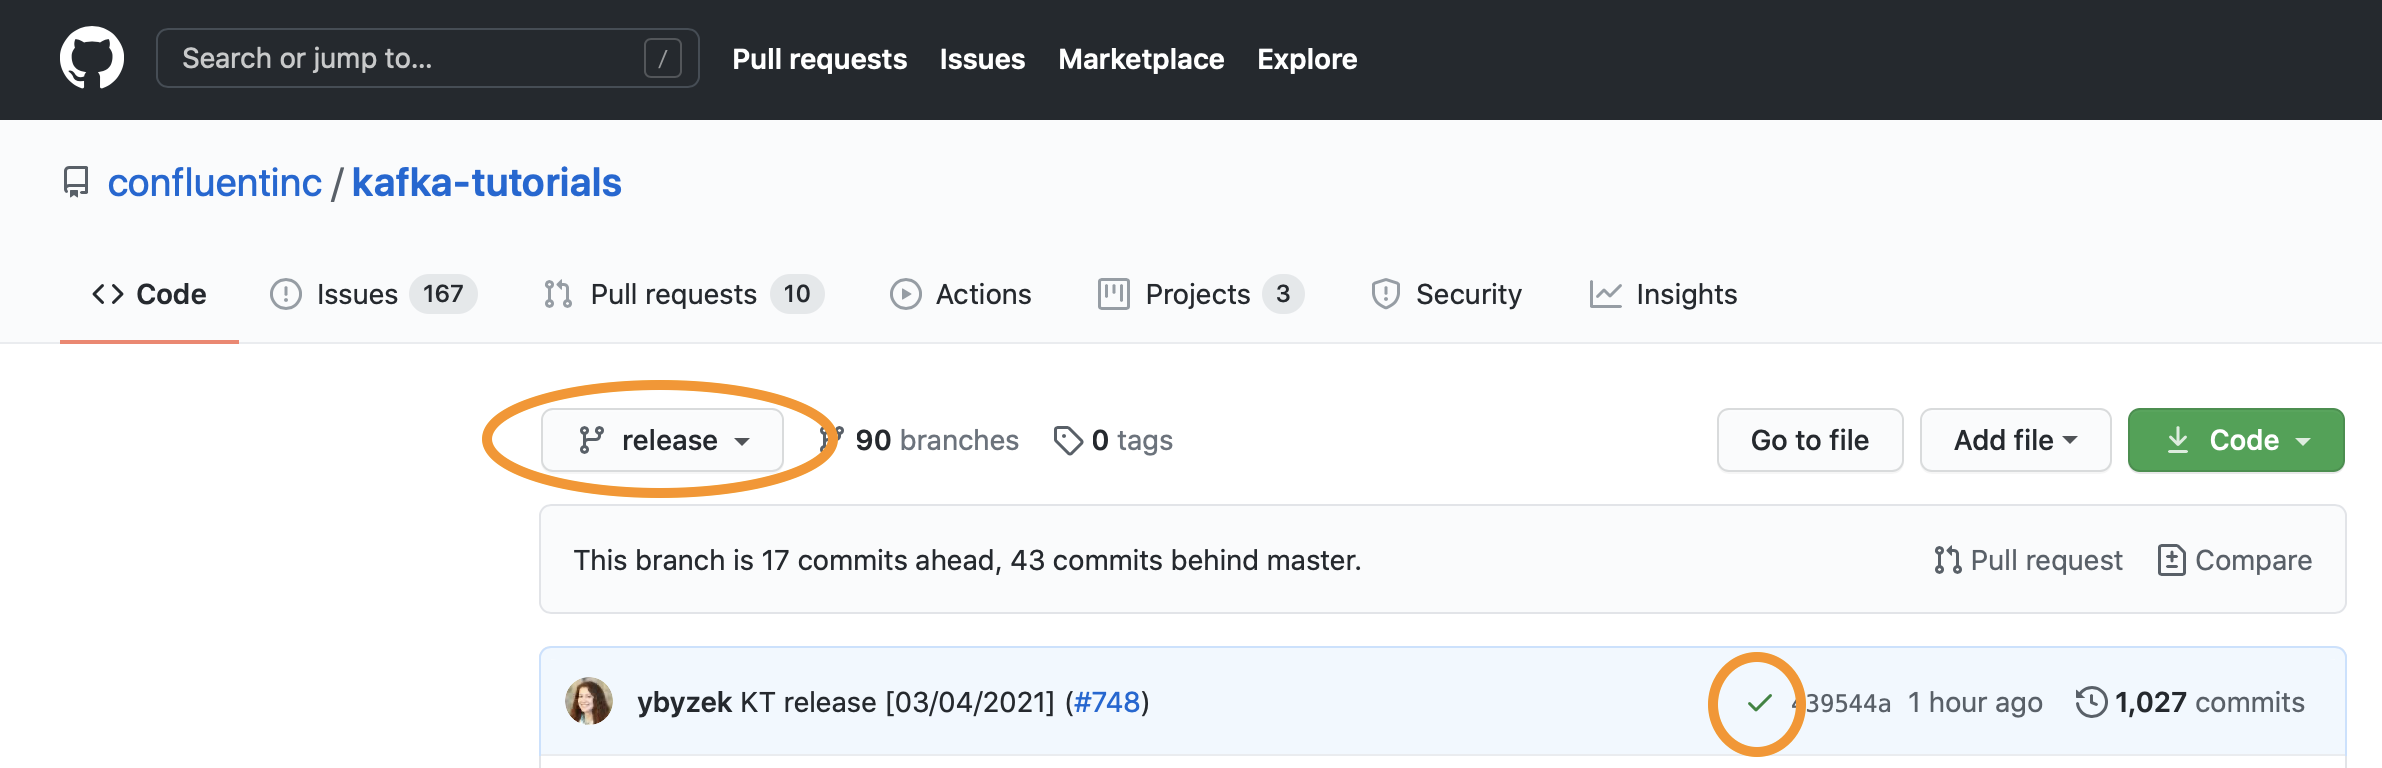 Search or jump to... /
Pull requests Issues Marketplace Explore
confluentinc / kafka-tutorials
Code Issues 167 Pull requests 10 Actions Projects 3 Security Insights
release 90 branches 0 tags Go to file Add file Code
This branch is 17 commits ahead, 43 commits behind master. Pull request Compare
ybyzek KT release [03/04/2021] (#748) 1 hour ago 1,027 commits